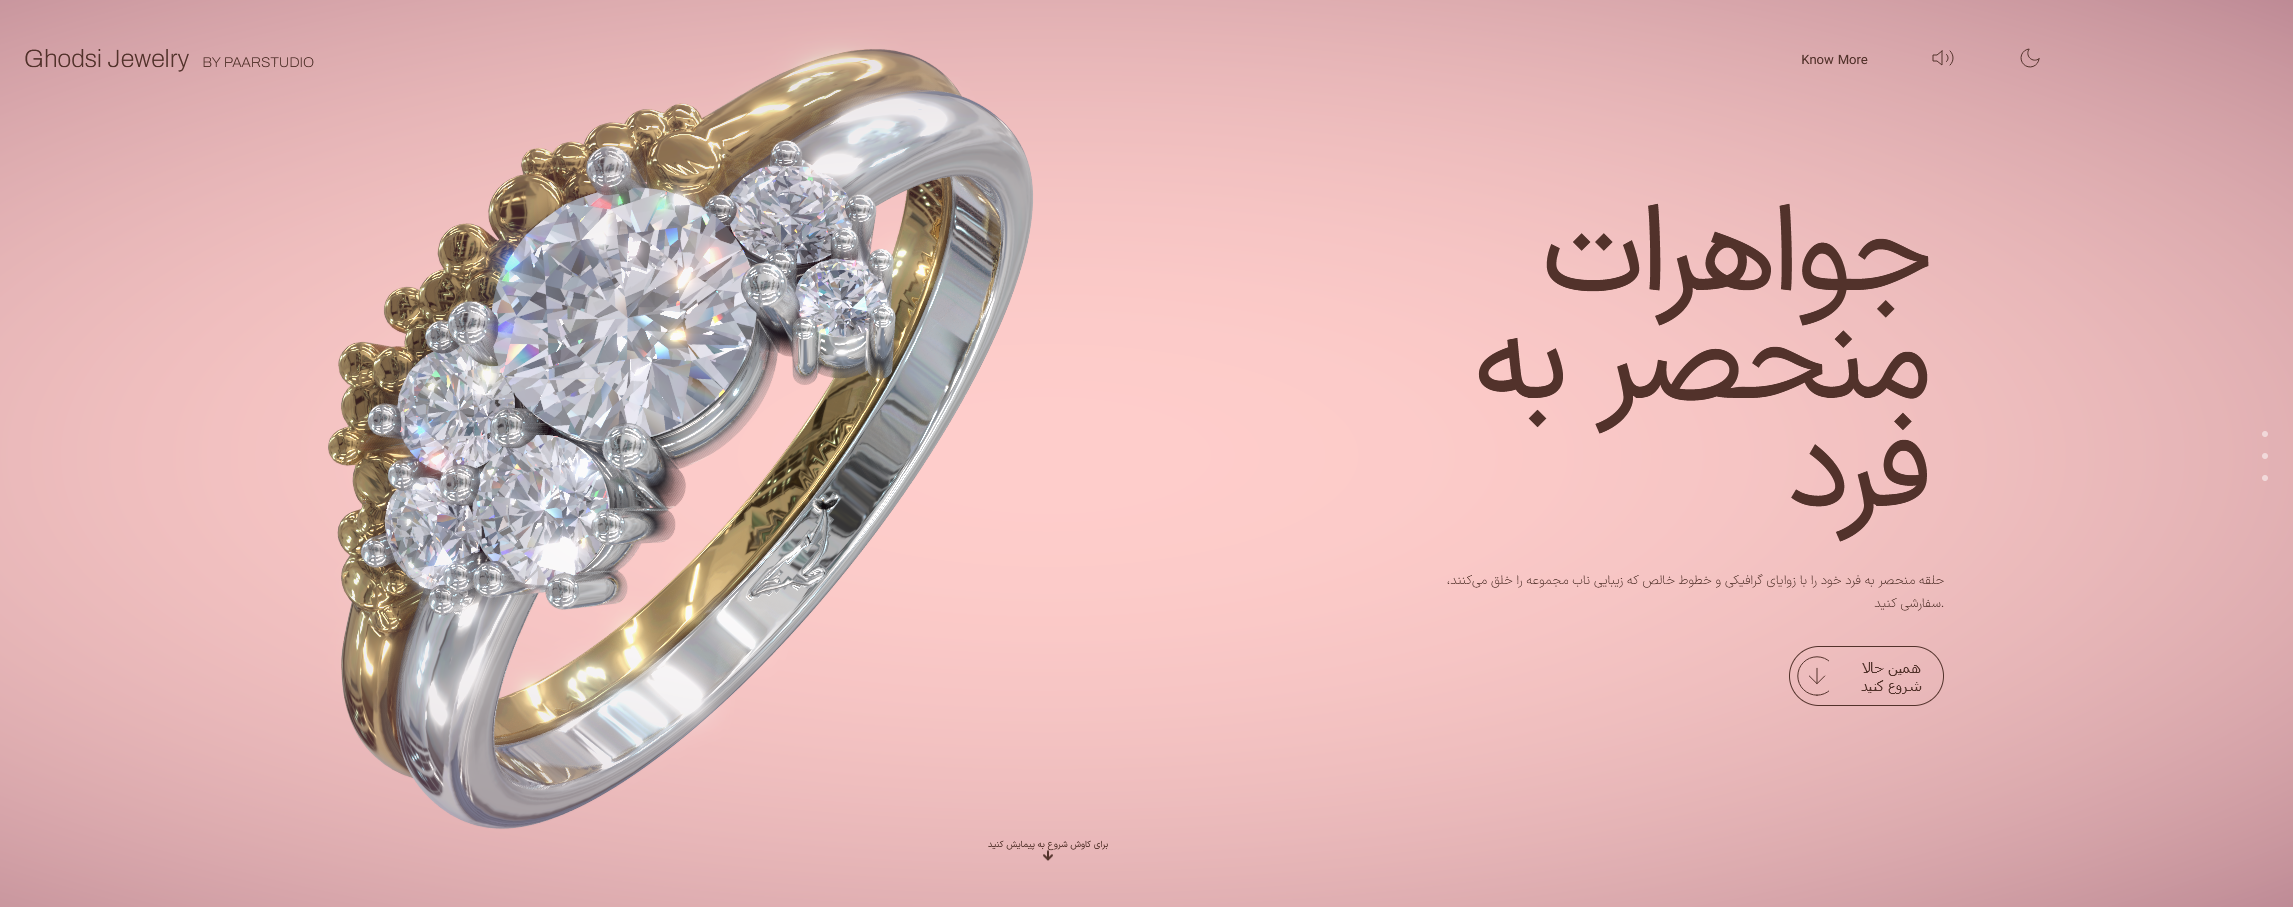 Ghodsi Jewelry BY PAARSTUDIO
Know More
جواهرات
منحصر به
فرد
حلقه منحصر به فرد خود را با زوایای گرافیکی و خطوط خالص که زیبایی ناب مجموعه را خلق می‌کنند،
.سفارشی کنید
همین حالا
شروع کنید
برای کاوش شروع به پیمایش کنید